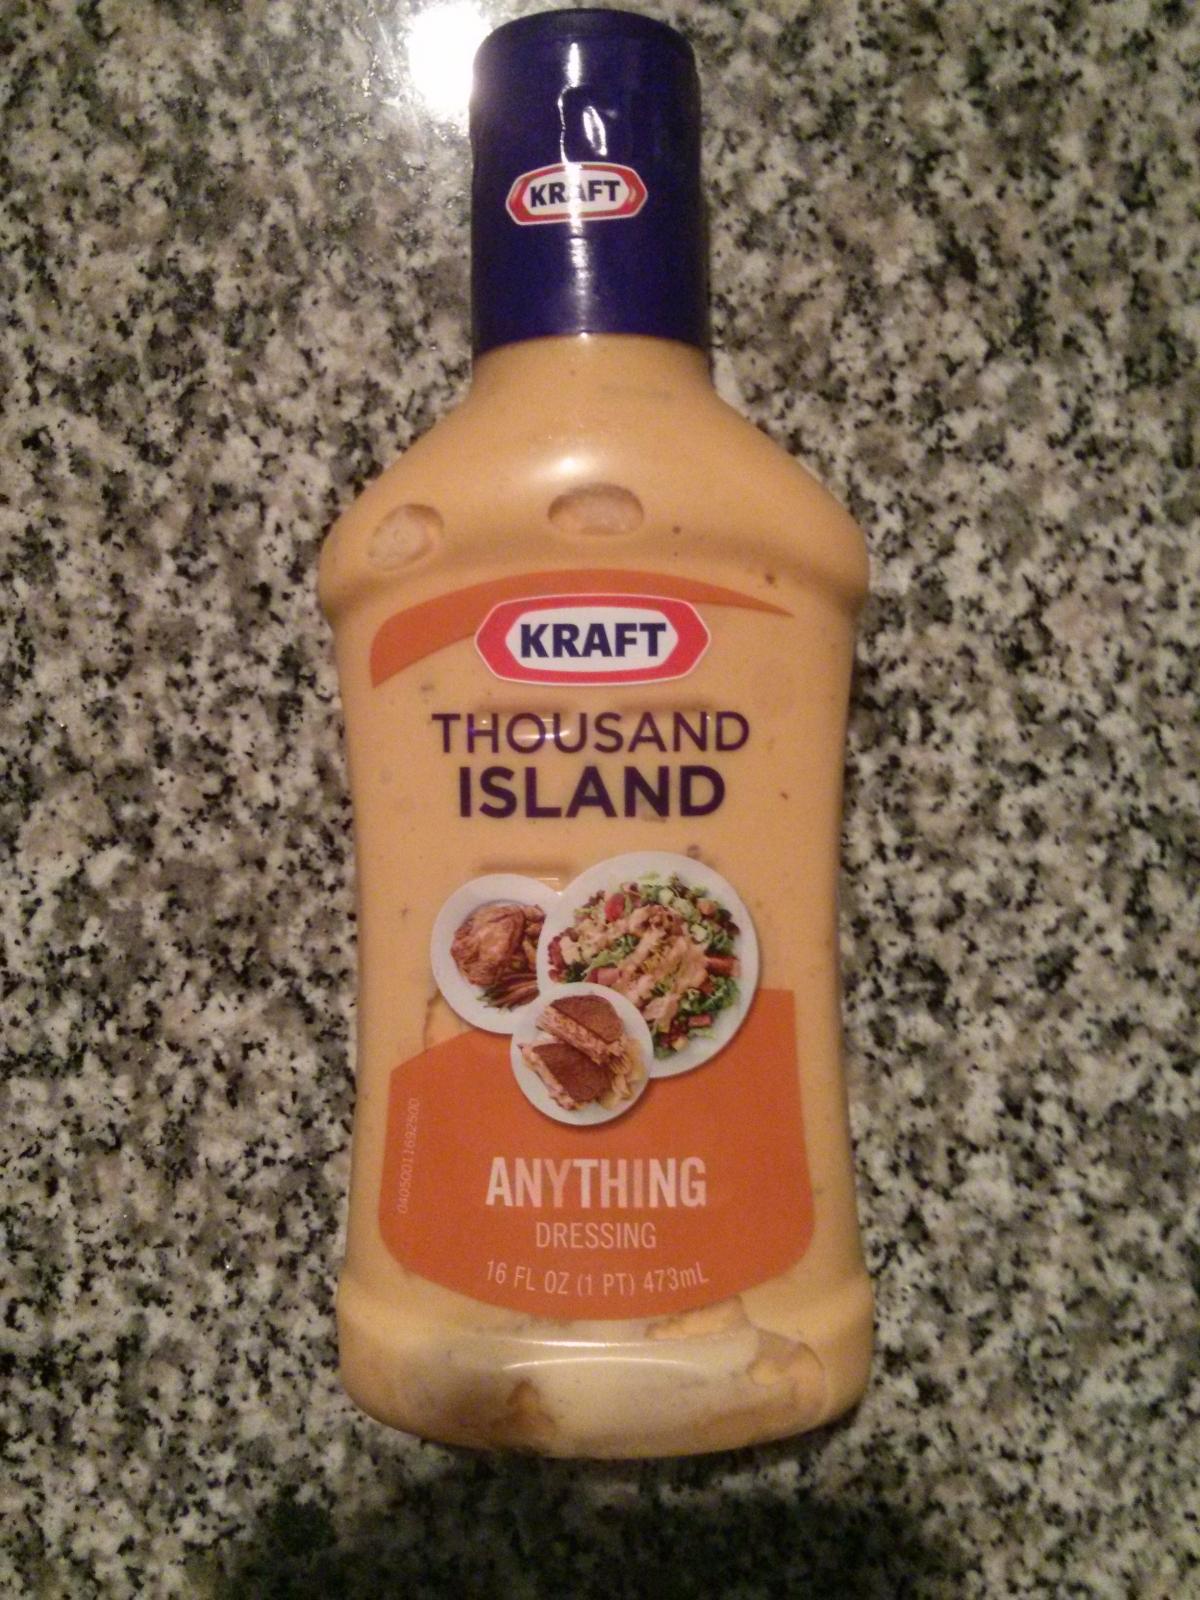 KRAFT
KRAFT
THOUSAND
ISLAND
ANYTHING
DRESSING
16 FL OZ (1 PT) 473mL